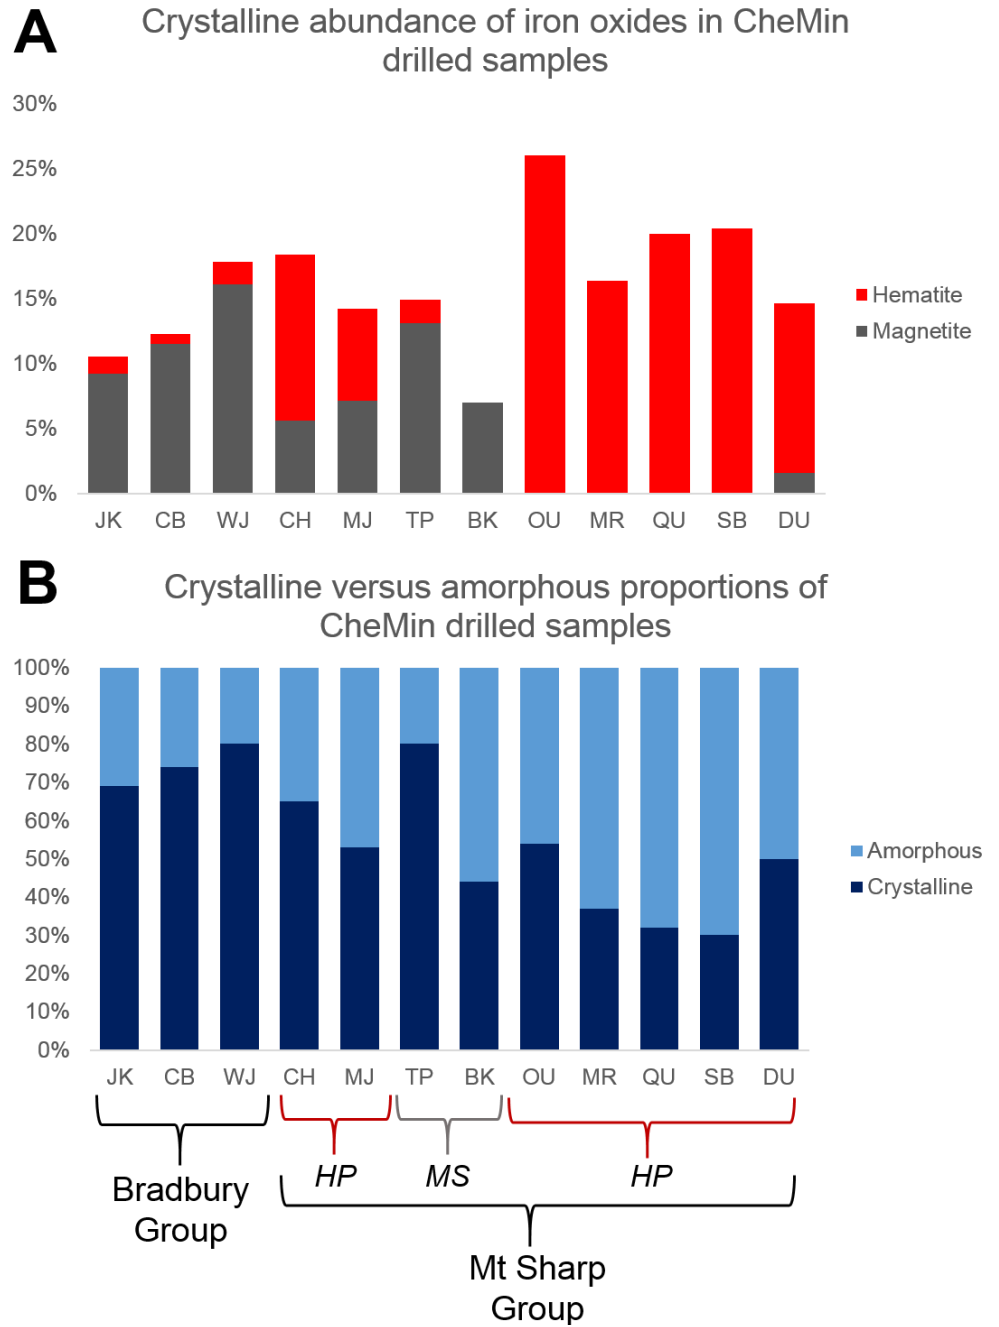 A
Crystalline abundance of iron oxides in CheMin
drilled samples
30%
25%
20%
15%
10%
5%
0%
Hematite
Magnetite
JK CB WJ CH MJ TP BK OU MR QU SB DU
B
Crystalline versus amorphous proportions of
CheMin drilled samples
100%
90%
80%
70%
60%
50%
40%
30%
20%
10%
0%
Amorphous
Crystalline
JK CB WJ CH MJ TP BK OU MR QU SB DU
HP MS HP
Bradbury
Group
Mt Sharp
Group